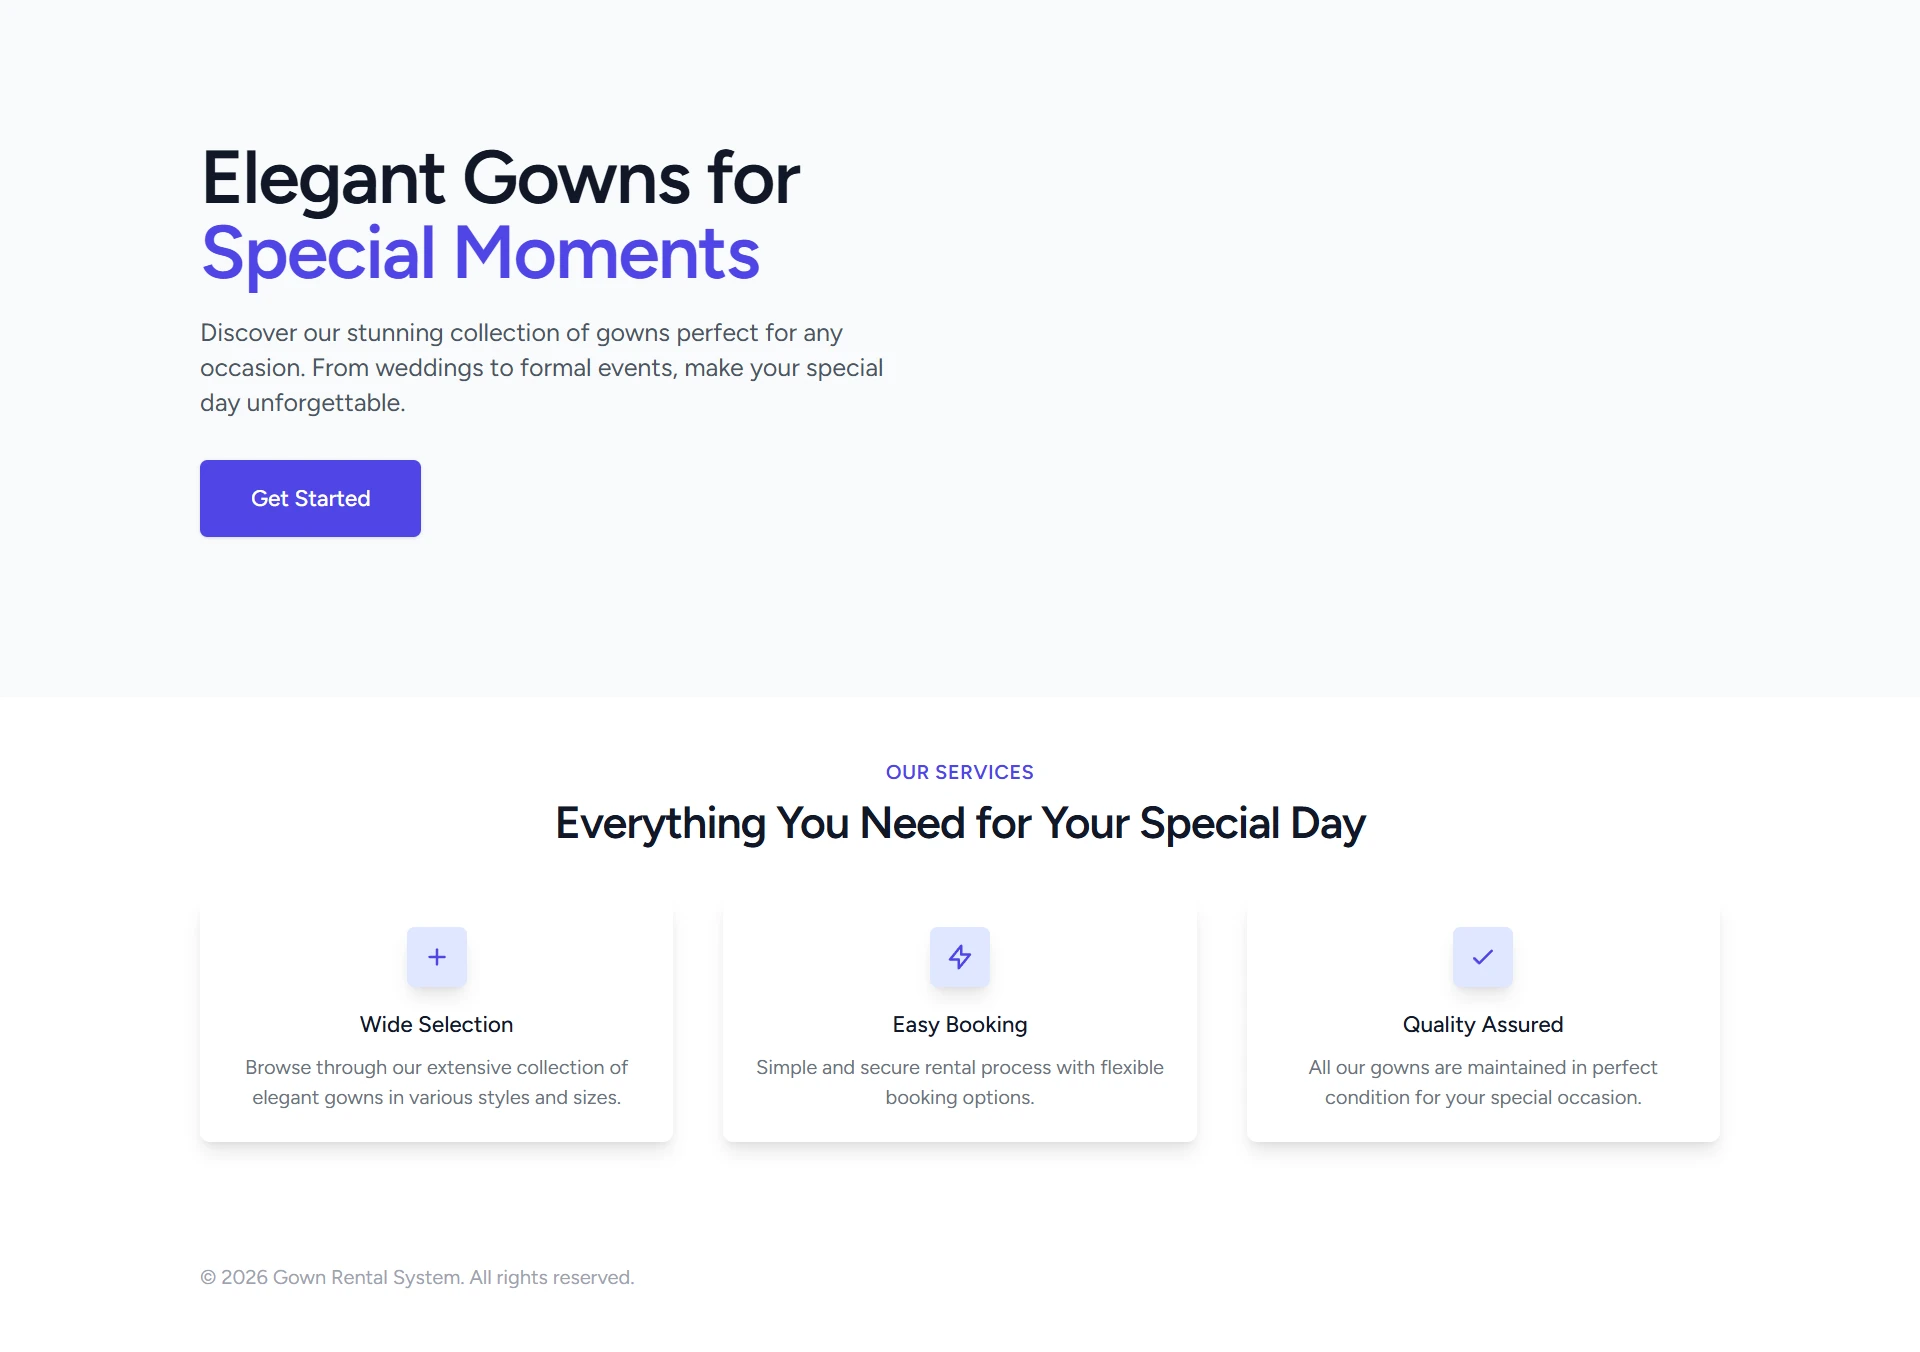 Elegant Gowns for
Special Moments
Discover our stunning collection of gowns perfect for any
occasion. From weddings to formal events, make your special
day unforgettable.
Get Started
OUR SERVICES
Everything You Need for Your Special Day
Wide Selection
Browse through our extensive collection of
elegant gowns in various styles and sizes.
Easy Booking
Simple and secure rental process with flexible
booking options.
Quality Assured
All our gowns are maintained in perfect
condition for your special occasion.
© 2026 Gown Rental System. All rights reserved.